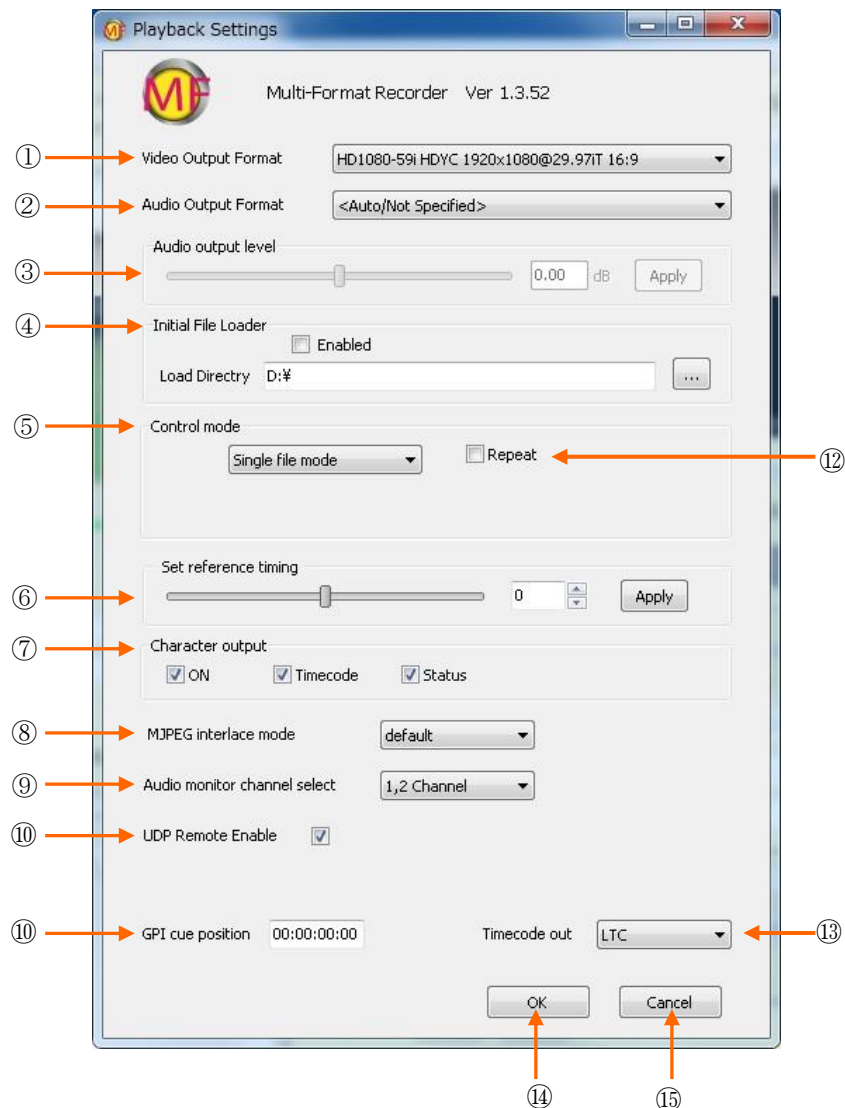 Playback Settings
MF
Multi-Format Recorder Ver 1.3.52
① Video Output Format HD1080-59i HDYC 1920x1080@29.97iT 16:9
② Audio Output Format <Auto/Not Specified>
Audio output level
③ 0.00 dB Apply
④ Initial File Loader
Enabled
Load Directry D:¥ ...
⑤ Control mode
Single file mode Repeat ⑫
Set reference timing
⑥ 0 Apply
⑦ Character output
ON Timecode Status
⑧ MJPEG interlace mode default
⑨ Audio monitor channel select 1,2 Channel
⑩ UDP Remote Enable
⑩ GPI cue position 00:00:00:00 Timecode out LTC ⑬
OK Cancel
⑭ ⑮